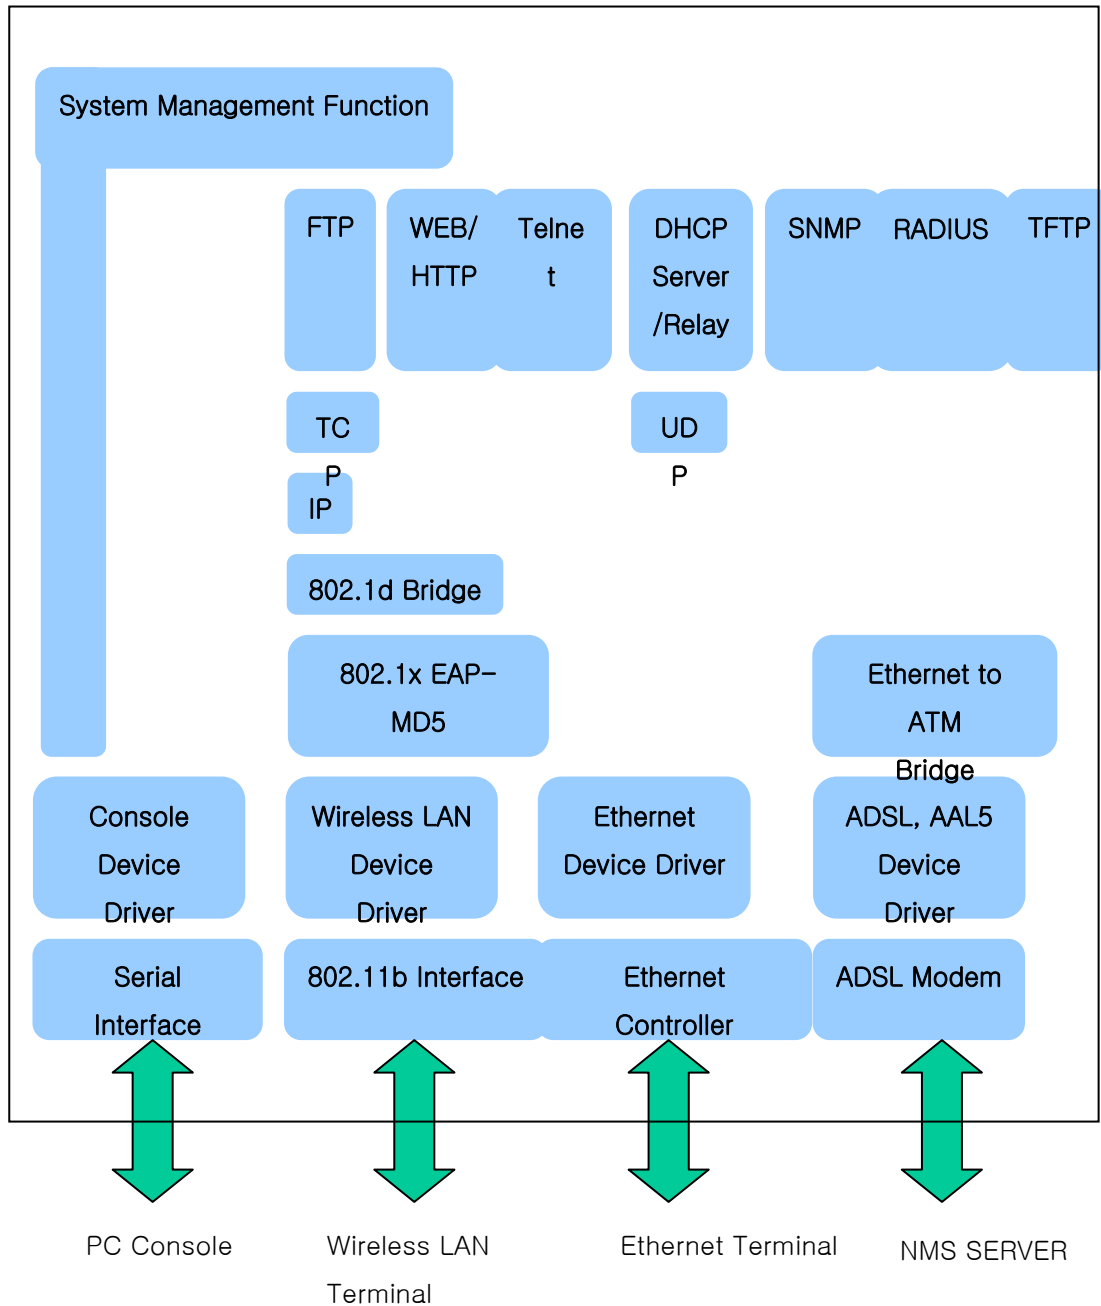 System Management Function
FTP
WEB/
HTTP
Telne
t
DHCP
Server
/Relay
SNMP
RADIUS
TFTP
TC
P
UD
P
IP
802.1d Bridge
802.1x EAP-
MD5
Ethernet to
ATM
Bridge
Console
Device
Driver
Wireless LAN
Device
Driver
Ethernet
Device Driver
ADSL, AAL5
Device
Driver
Serial
Interface
802.11b Interface
Ethernet
Controller
ADSL Modem
PC Console
Wireless LAN
Terminal
Ethernet Terminal
NMS SERVER